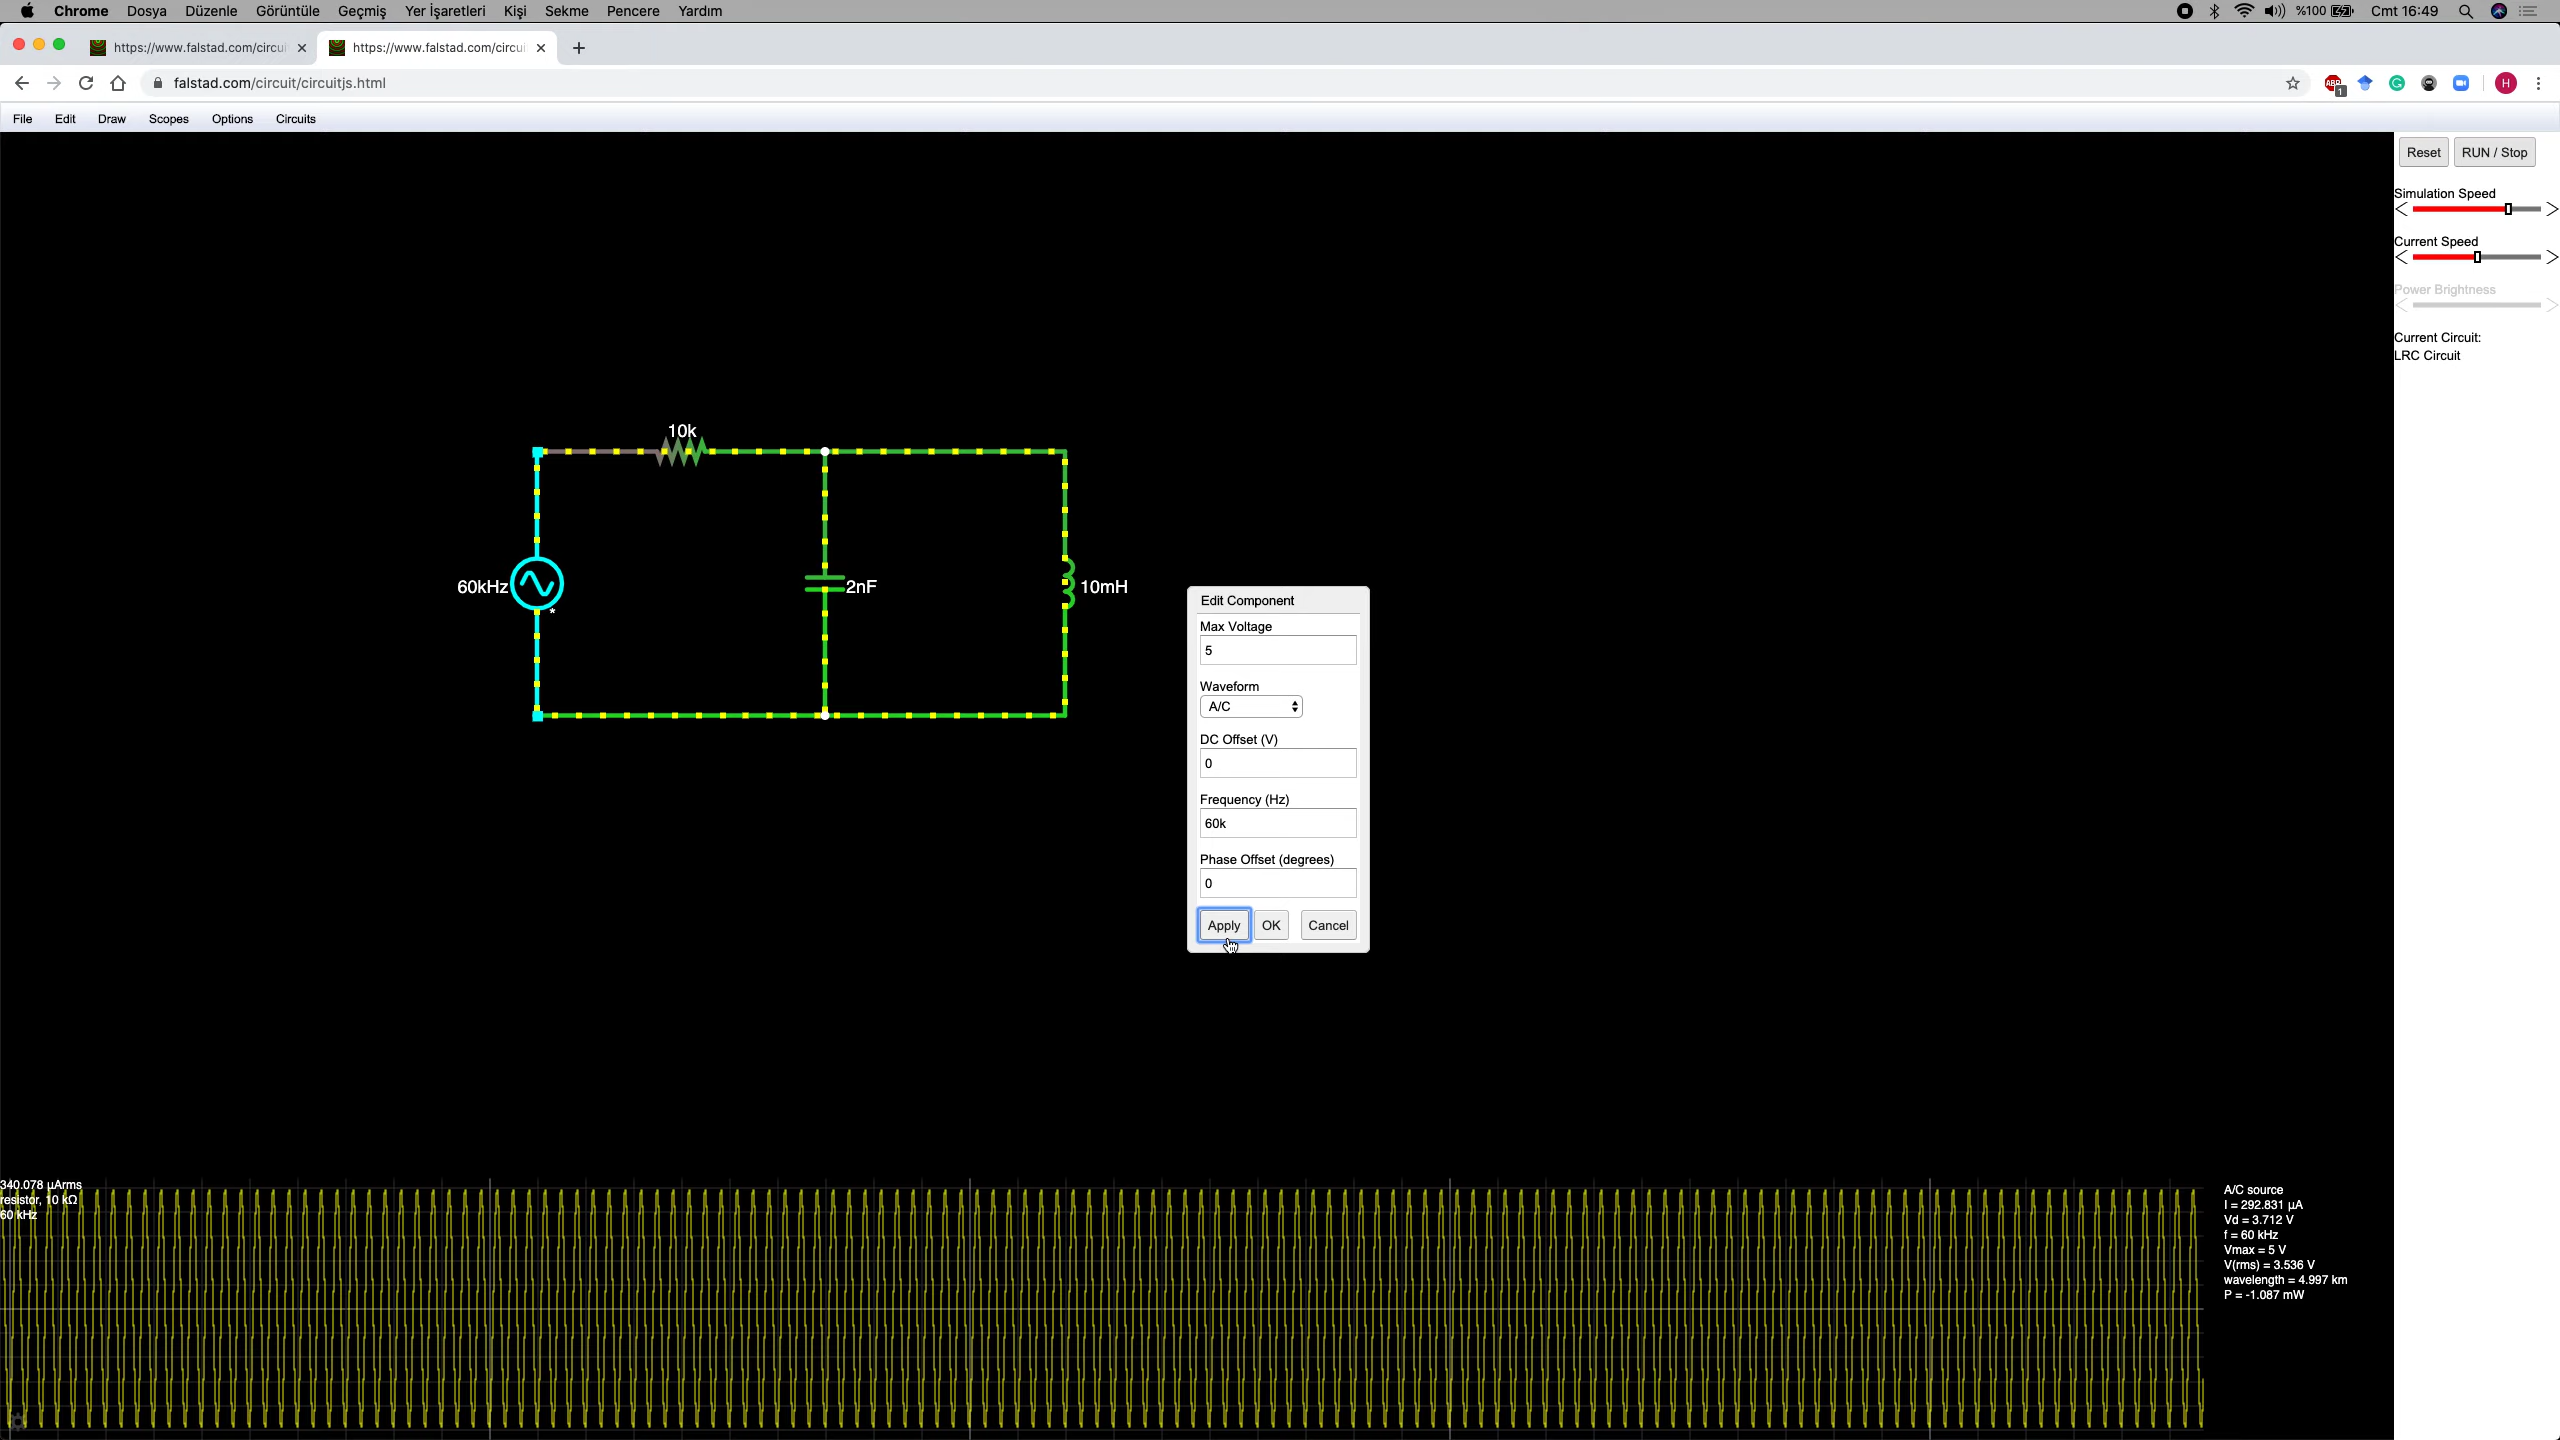 Chrome Dosya Düzenle Görüntüle Geçmiş Yer İşaretleri Kişi Sekme Pencere Yardım %100 Cmt 16:49
https://www.falstad.com/circui https://www.falstad.com/circui
falstad.com/circuit/circuitjs.html ABP 1 H
File Edit Draw Scopes Options Circuits
Reset RUN / Stop
Simulation Speed
Current Speed
Power Brightness
Current Circuit:
LRC Circuit
10k
60kHz
2nF
10mH
*
Edit Component
Max Voltage
5
Waveform
A/C
DC Offset (V)
0
Frequency (Hz)
60k
Phase Offset (degrees)
0
Apply OK Cancel
340.078 µArms
resistor, 10 kΩ
60 kHz
A/C source
I = 292.831 µA
Vd = 3.712 V
f = 60 kHz
Vmax = 5 V
V(rms) = 3.536 V
wavelength = 4.997 km
P = -1.087 mW